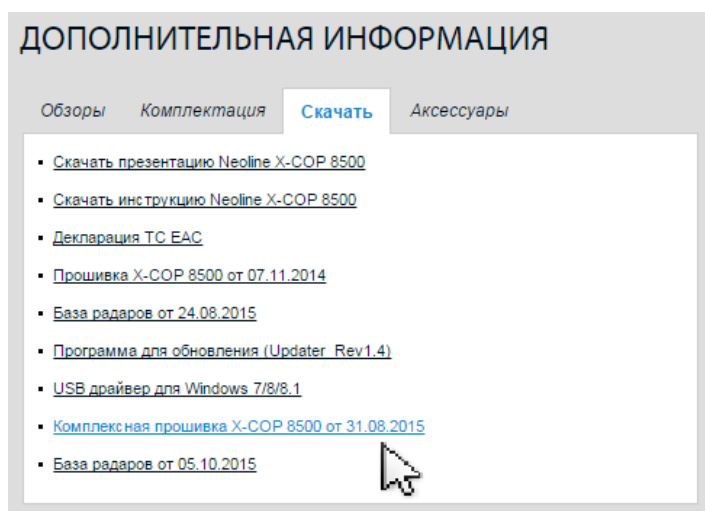 ДОПОЛНИТЕЛЬНАЯ ИНФОРМАЦИЯ
Обзоры Комплектация Скачать Аксессуары
Скачать презентацию Neoline X-COP 8500
Скачать инструкцию Neoline X-COP 8500
Декларация ТС EAC
Прошивка X-COP 8500 от 07.11.2014
База радаров от 24.08.2015
Программа для обновления (Updater_Rev1.4)
USB драйвер для Windows 7/8/8.1
Комплексная прошивка X-COP 8500 от 31.08.2015
База радаров от 05.10.2015